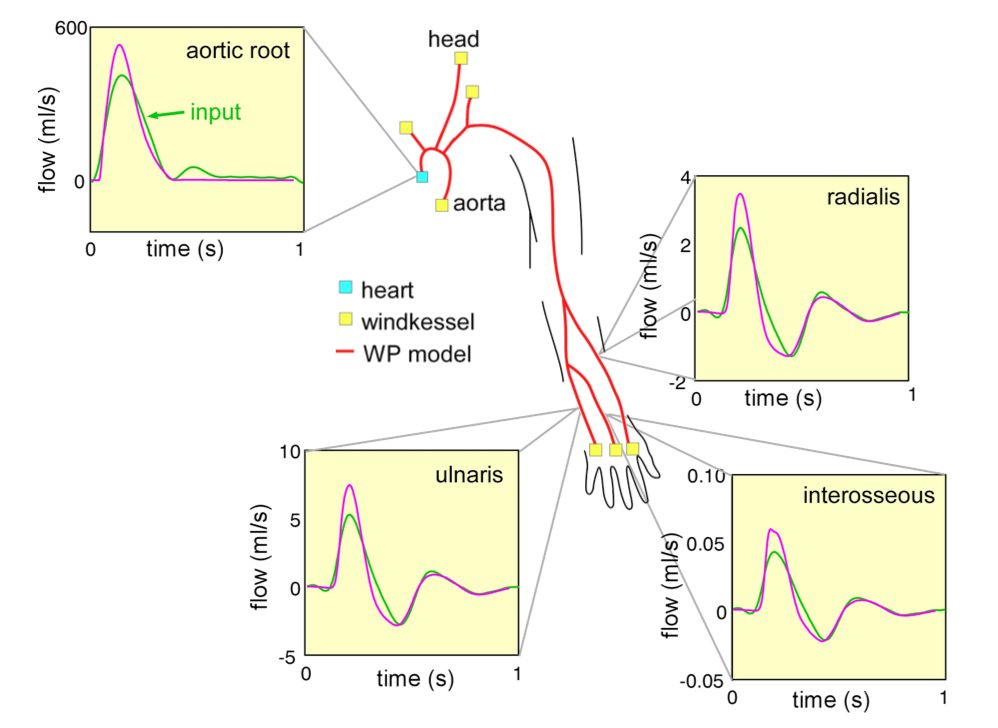 head
600
aortic root
input
flow (ml/s)
0
0
time (s)
1
aorta
4
radialis
2
flow (ml/s)
0
-2
0
time (s)
1
heart
windkessel
WP model
10
ulnaris
5
flow (ml/s)
0
-5
0
time (s)
1
0.10
interosseous
0.05
flow (ml/s)
0
-0.05
0
time (s)
1